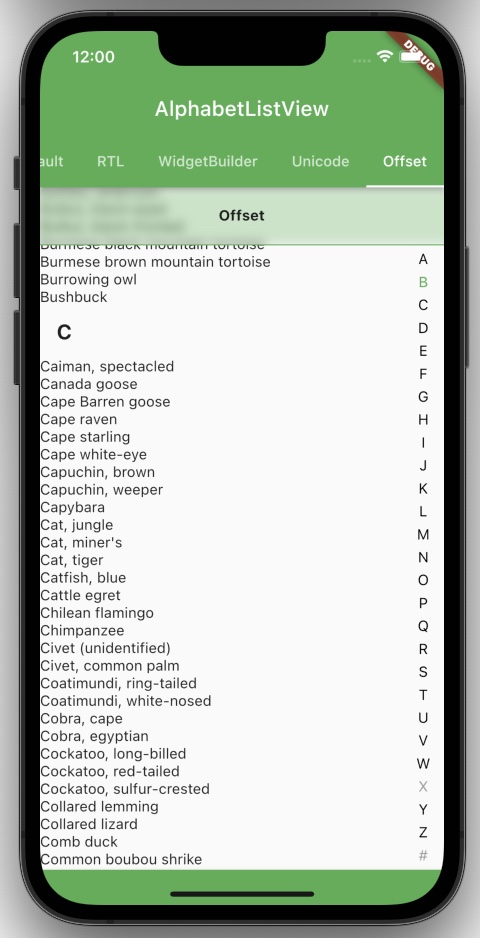 12:00
DEBUG
AlphabetListView
ault RTL WidgetBuilder Unicode Offset
Offset
Burmese black mountain tortoise
Burmese brown mountain tortoise
Burrowing owl
Bushbuck
C
Caiman, spectacled
Canada goose
Cape Barren goose
Cape raven
Cape starling
Cape white-eye
Capuchin, brown
Capuchin, weeper
Capybara
Cat, jungle
Cat, miner's
Cat, tiger
Catfish, blue
Cattle egret
Chilean flamingo
Chimpanzee
Civet (unidentified)
Civet, common palm
Coatimundi, ring-tailed
Coatimundi, white-nosed
Cobra, cape
Cobra, egyptian
Cockatoo, long-billed
Cockatoo, red-tailed
Cockatoo, sulfur-crested
Collared lemming
Collared lizard
Comb duck
Common boubou shrike
A
B
C
D
E
F
G
H
I
J
K
L
M
N
O
P
Q
R
S
T
U
V
W
X
Y
Z
#